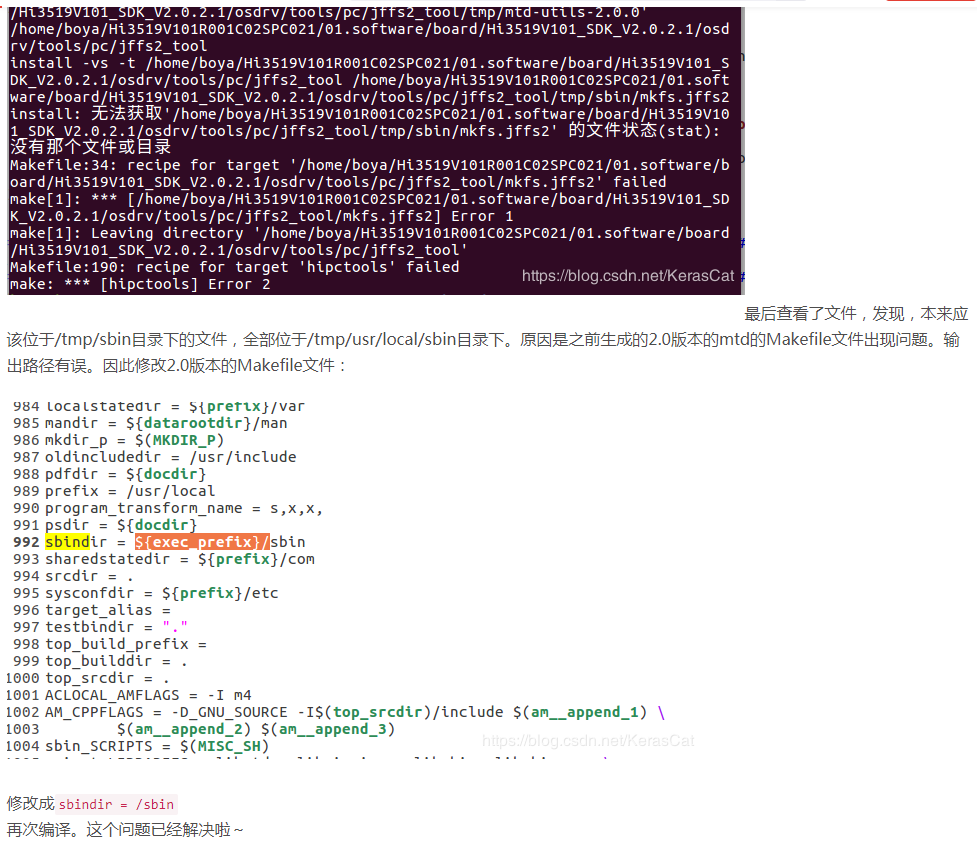 /Hi3519V101_SDK_V2.0.2.1/osdrv/tools/pc/jffs2_tool/tmp/mtd-utils-2.0.0'
/home/boya/Hi3519V101R001C02SPC021/01.software/board/Hi3519V101_SDK_V2.0.2.1/osd
rv/tools/pc/jffs2_tool
install -vs -t /home/boya/Hi3519V101R001C02SPC021/01.software/board/Hi3519V101_S
DK_V2.0.2.1/osdrv/tools/pc/jffs2_tool /home/boya/Hi3519V101R001C02SPC021/01.soft
ware/board/Hi3519V101_SDK_V2.0.2.1/osdrv/tools/pc/jffs2_tool/tmp/sbin/mkfs.jffs2
install: 无法获取'/home/boya/Hi3519V101R001C02SPC021/01.software/board/Hi3519V10
1_SDK_V2.0.2.1/osdrv/tools/pc/jffs2_tool/tmp/sbin/mkfs.jffs2' 的文件状态(stat):
没有那个文件或目录
Makefile:34: recipe for target '/home/boya/Hi3519V101R001C02SPC021/01.software/b
oard/Hi3519V101_SDK_V2.0.2.1/osdrv/tools/pc/jffs2_tool/mkfs.jffs2' failed
make[1]: *** [/home/boya/Hi3519V101R001C02SPC021/01.software/board/Hi3519V101_SD
K_V2.0.2.1/osdrv/tools/pc/jffs2_tool/mkfs.jffs2] Error 1
make[1]: Leaving directory '/home/boya/Hi3519V101R001C02SPC021/01.software/board
/Hi3519V101_SDK_V2.0.2.1/osdrv/tools/pc/jffs2_tool'
Makefile:190: recipe for target 'hipctools' failed
make: *** [hipctools] Error 2
https://blog.csdn.net/KerasCat
最后查看了文件，发现，本来应
该位于/tmp/sbin目录下的文件，全部位于/tmp/usr/local/sbin目录下。原因是之前生成的2.0版本的mtd的Makefile文件出现问题。输
出路径有误。因此修改2.0版本的Makefile文件：
984 localstatedir = ${prefix}/var
985 mandir = ${datarootdir}/man
986 mkdir_p = $(MKDIR_P)
987 oldincludedir = /usr/include
988 pdfdir = ${docdir}
989 prefix = /usr/local
990 program_transform_name = s,x,x,
991 psdir = ${docdir}
992 sbindir = ${exec_prefix}/sbin
993 sharedstatedir = ${prefix}/com
994 srcdir = .
995 sysconfdir = ${prefix}/etc
996 target_alias =
997 testbindir = "."
998 top_build_prefix =
999 top_builddir = .
1000 top_srcdir = .
1001 ACLOCAL_AMFLAGS = -I m4
1002 AM_CPPFLAGS = -D_GNU_SOURCE -I$(top_srcdir)/include $(am__append_1) \
1003 $(am__append_2) $(am__append_3)
1004 sbin_SCRIPTS = $(MISC_SH)
https://blog.csdn.net/KerasCat
修改成 sbindir = /sbin
再次编译。这个问题已经解决啦～